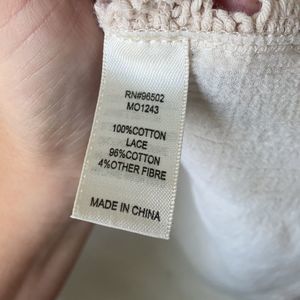 RN#96502
MO1243
100%COTTON
LACE
96%COTTON
4%OTHER FIBRE
MADE IN CHINA